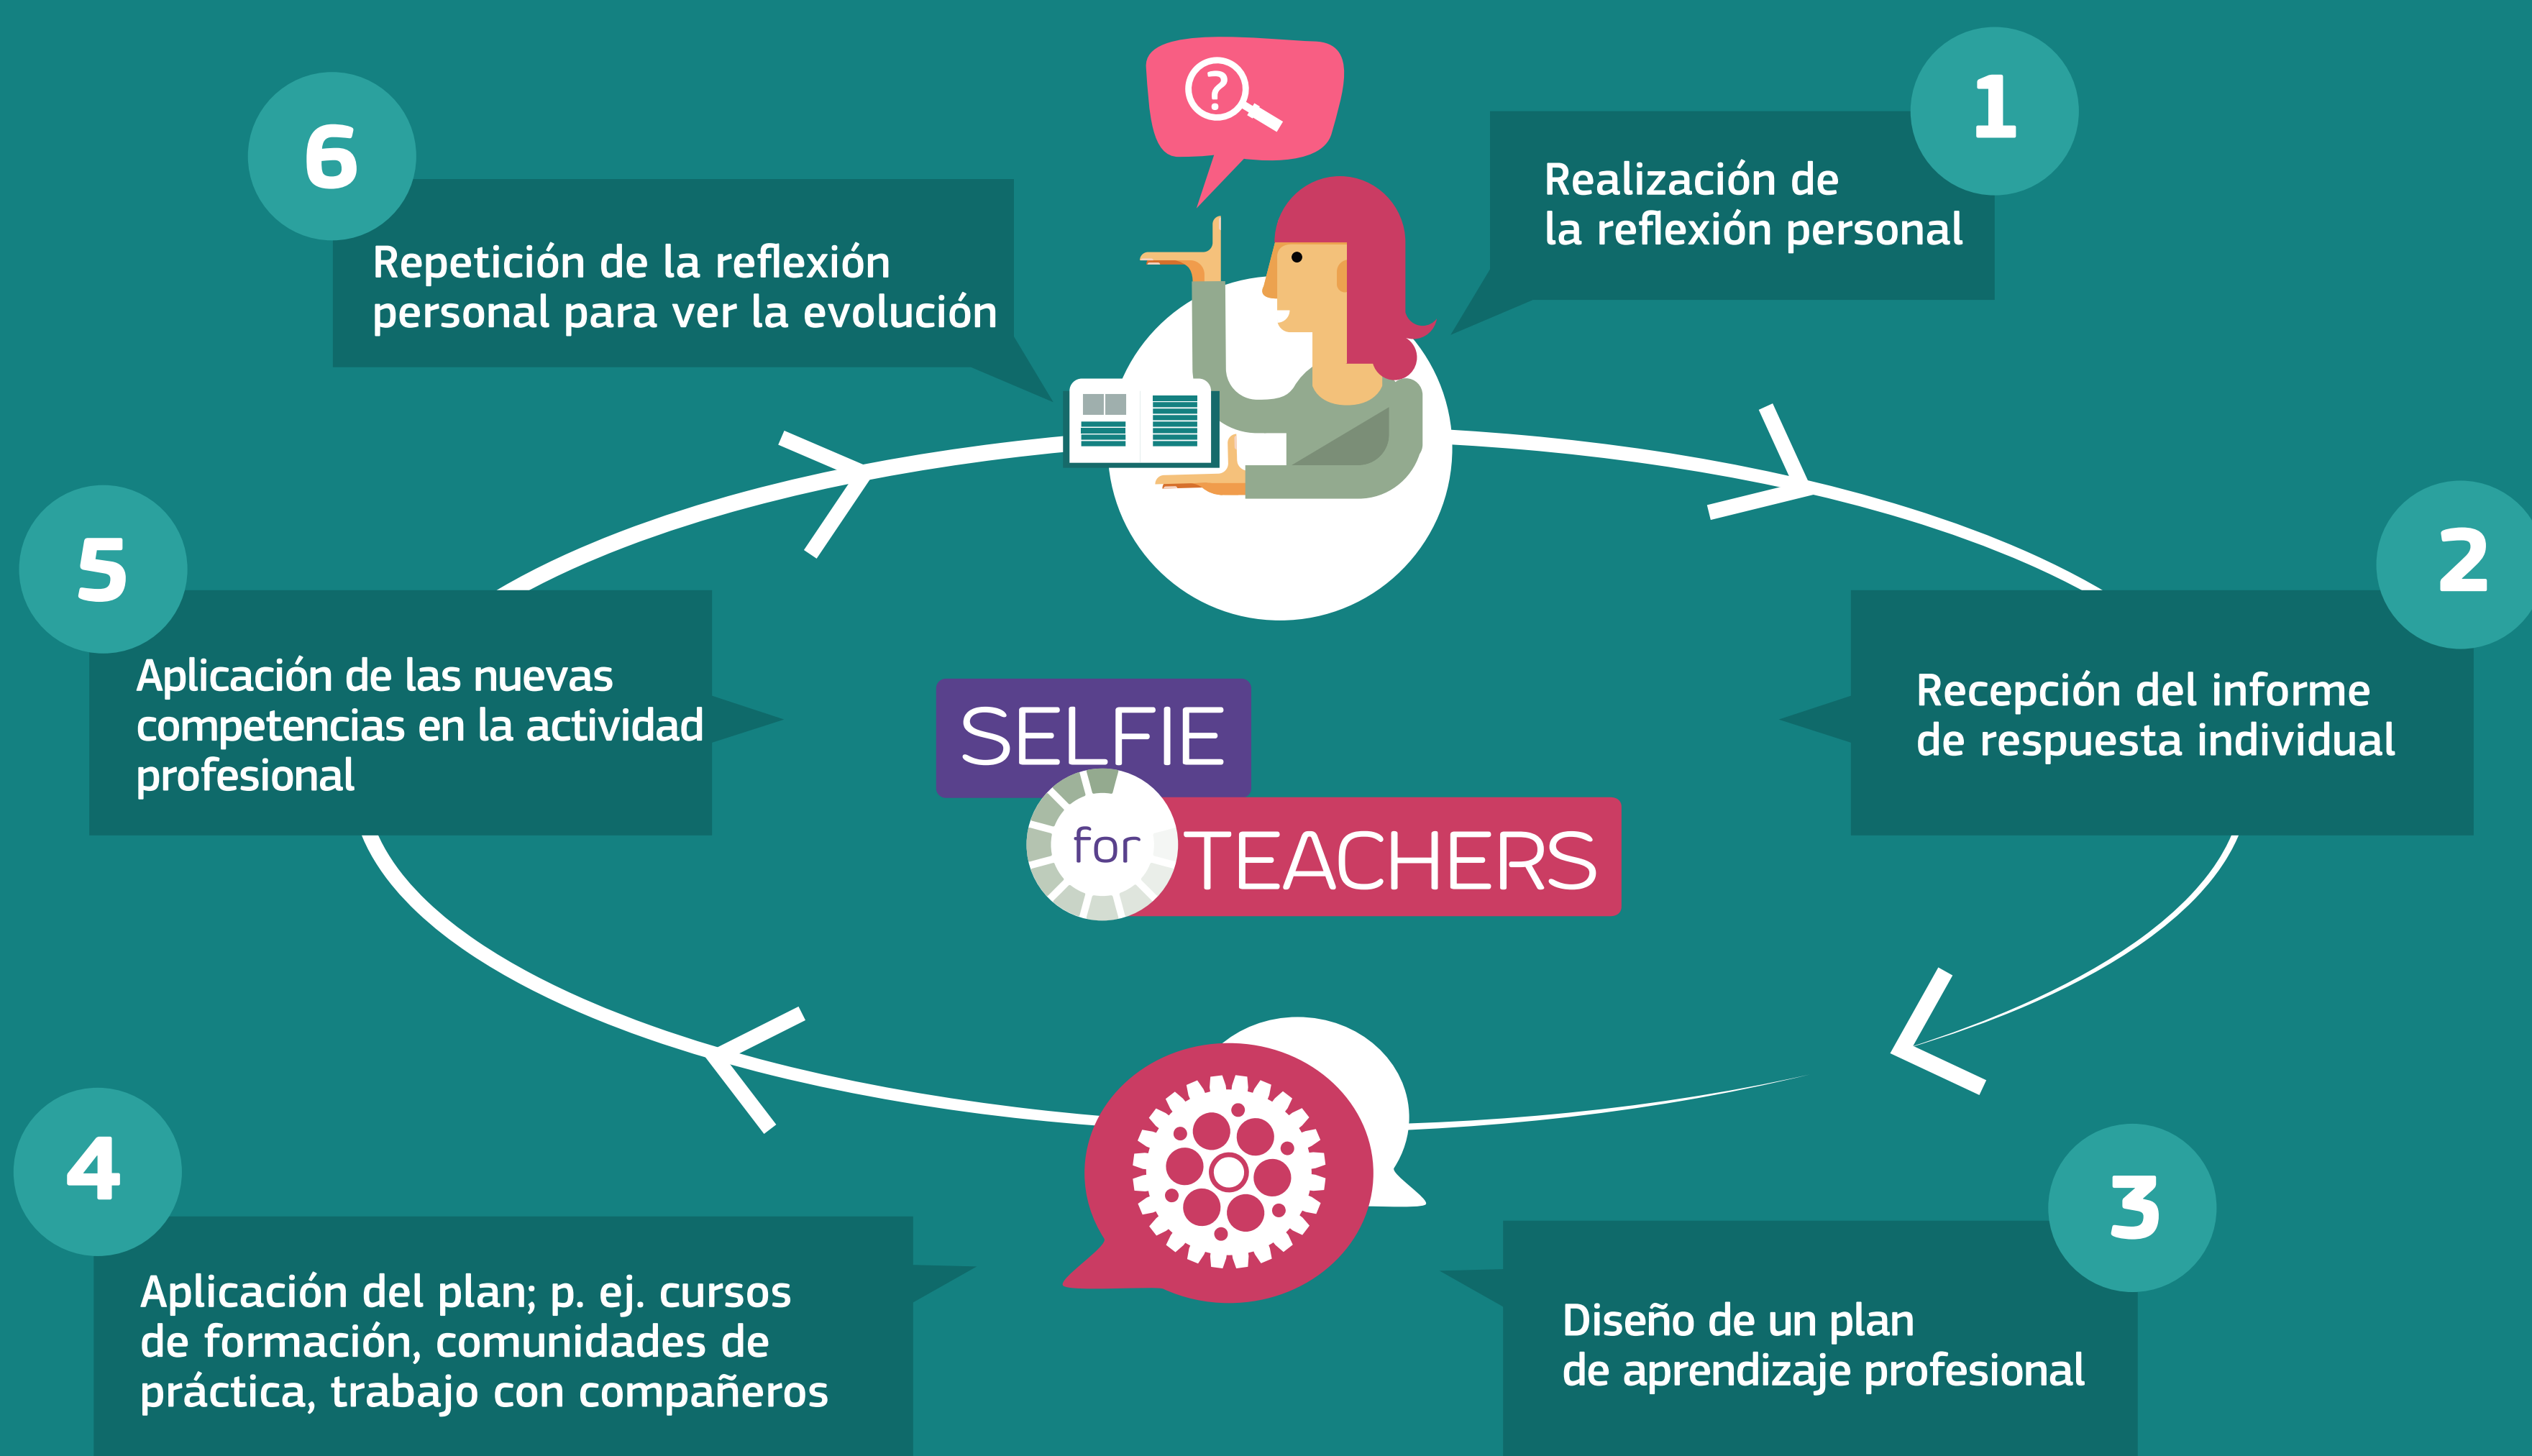 1
Realización de
la reflexión personal
2
Recepción del informe
de respuesta individual
3
Diseño de un plan
de aprendizaje profesional
4
Aplicación del plan; p. ej. cursos
de formación, comunidades de
práctica, trabajo con compañeros
5
Aplicación de las nuevas
competencias en la actividad
profesional
6
Repetición de la reflexión
personal para ver la evolución
?
SELFIE
for TEACHERS